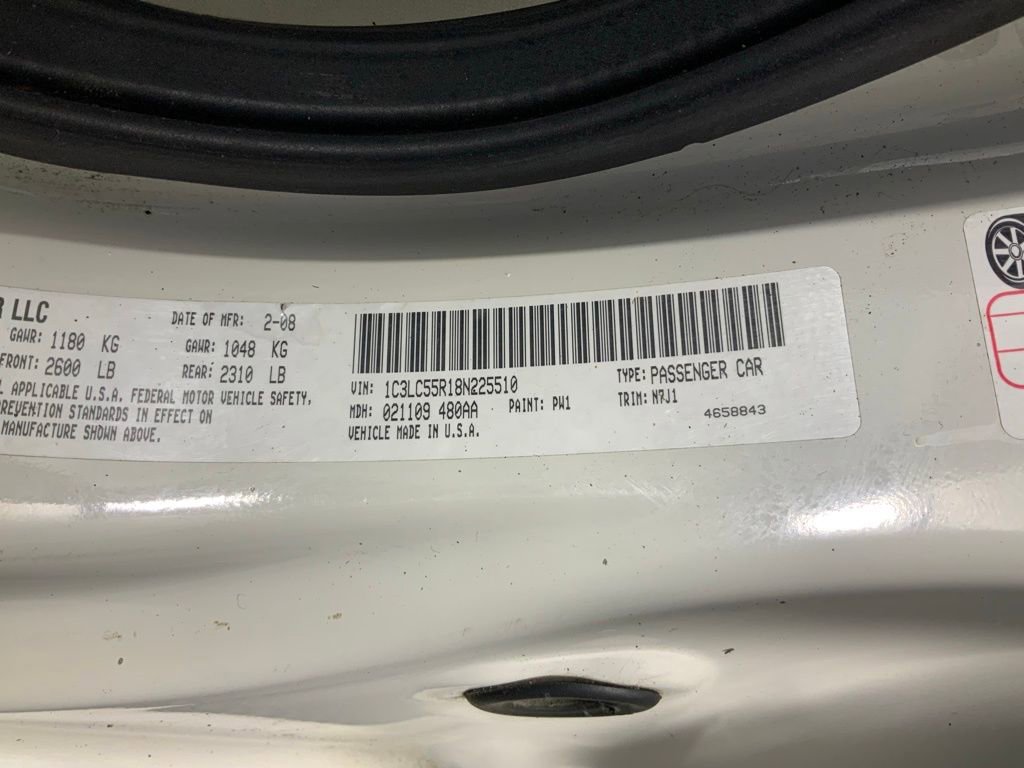 R LLC
DATE OF MFR: 2-08
GAWR: 1180 KG
GAWR: 1048 KG
FRONT: 2600 LB
REAR: 2310 LB
L APPLICABLE U.S.A. FEDERAL MOTOR VEHICLE SAFETY,
PREVENTION STANDARDS IN EFFECT ON
MANUFACTURE SHOWN ABOVE.
VIN: 1C3LC55R18N225510
TYPE: PASSENGER CAR
MDH: 021109 480AA
PAINT: PW1
TRIM: N7J1
VEHICLE MADE IN U.S.A.
4658843